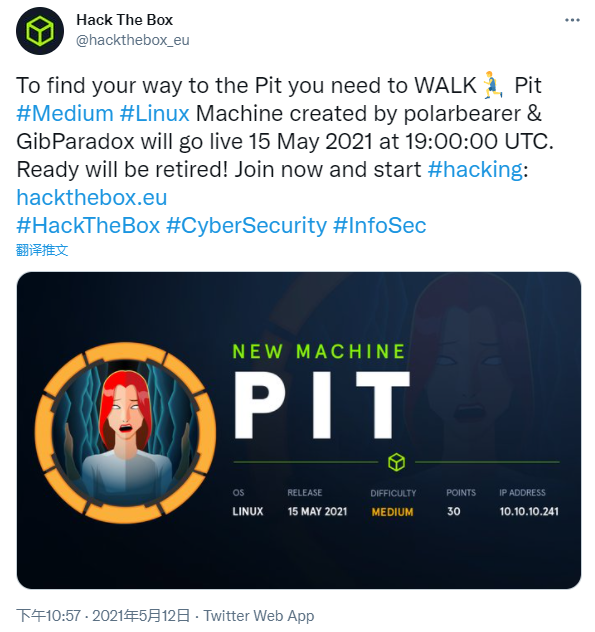 Hack The Box
@hackthebox_eu
To find your way to the Pit you need to WALK🏃 Pit
#Medium #Linux Machine created by polarbearer &
GibParadox will go live 15 May 2021 at 19:00:00 UTC.
Ready will be retired! Join now and start #hacking:
hackthebox.eu
#HackTheBox #CyberSecurity #InfoSec
翻译推文
NEW MACHINE
PIT
OS RELEASE DIFFICULTY POINTS IP ADDRESS
LINUX 15 MAY 2021 MEDIUM 30 10.10.10.241
下午10:57 · 2021年5月12日 · Twitter Web App